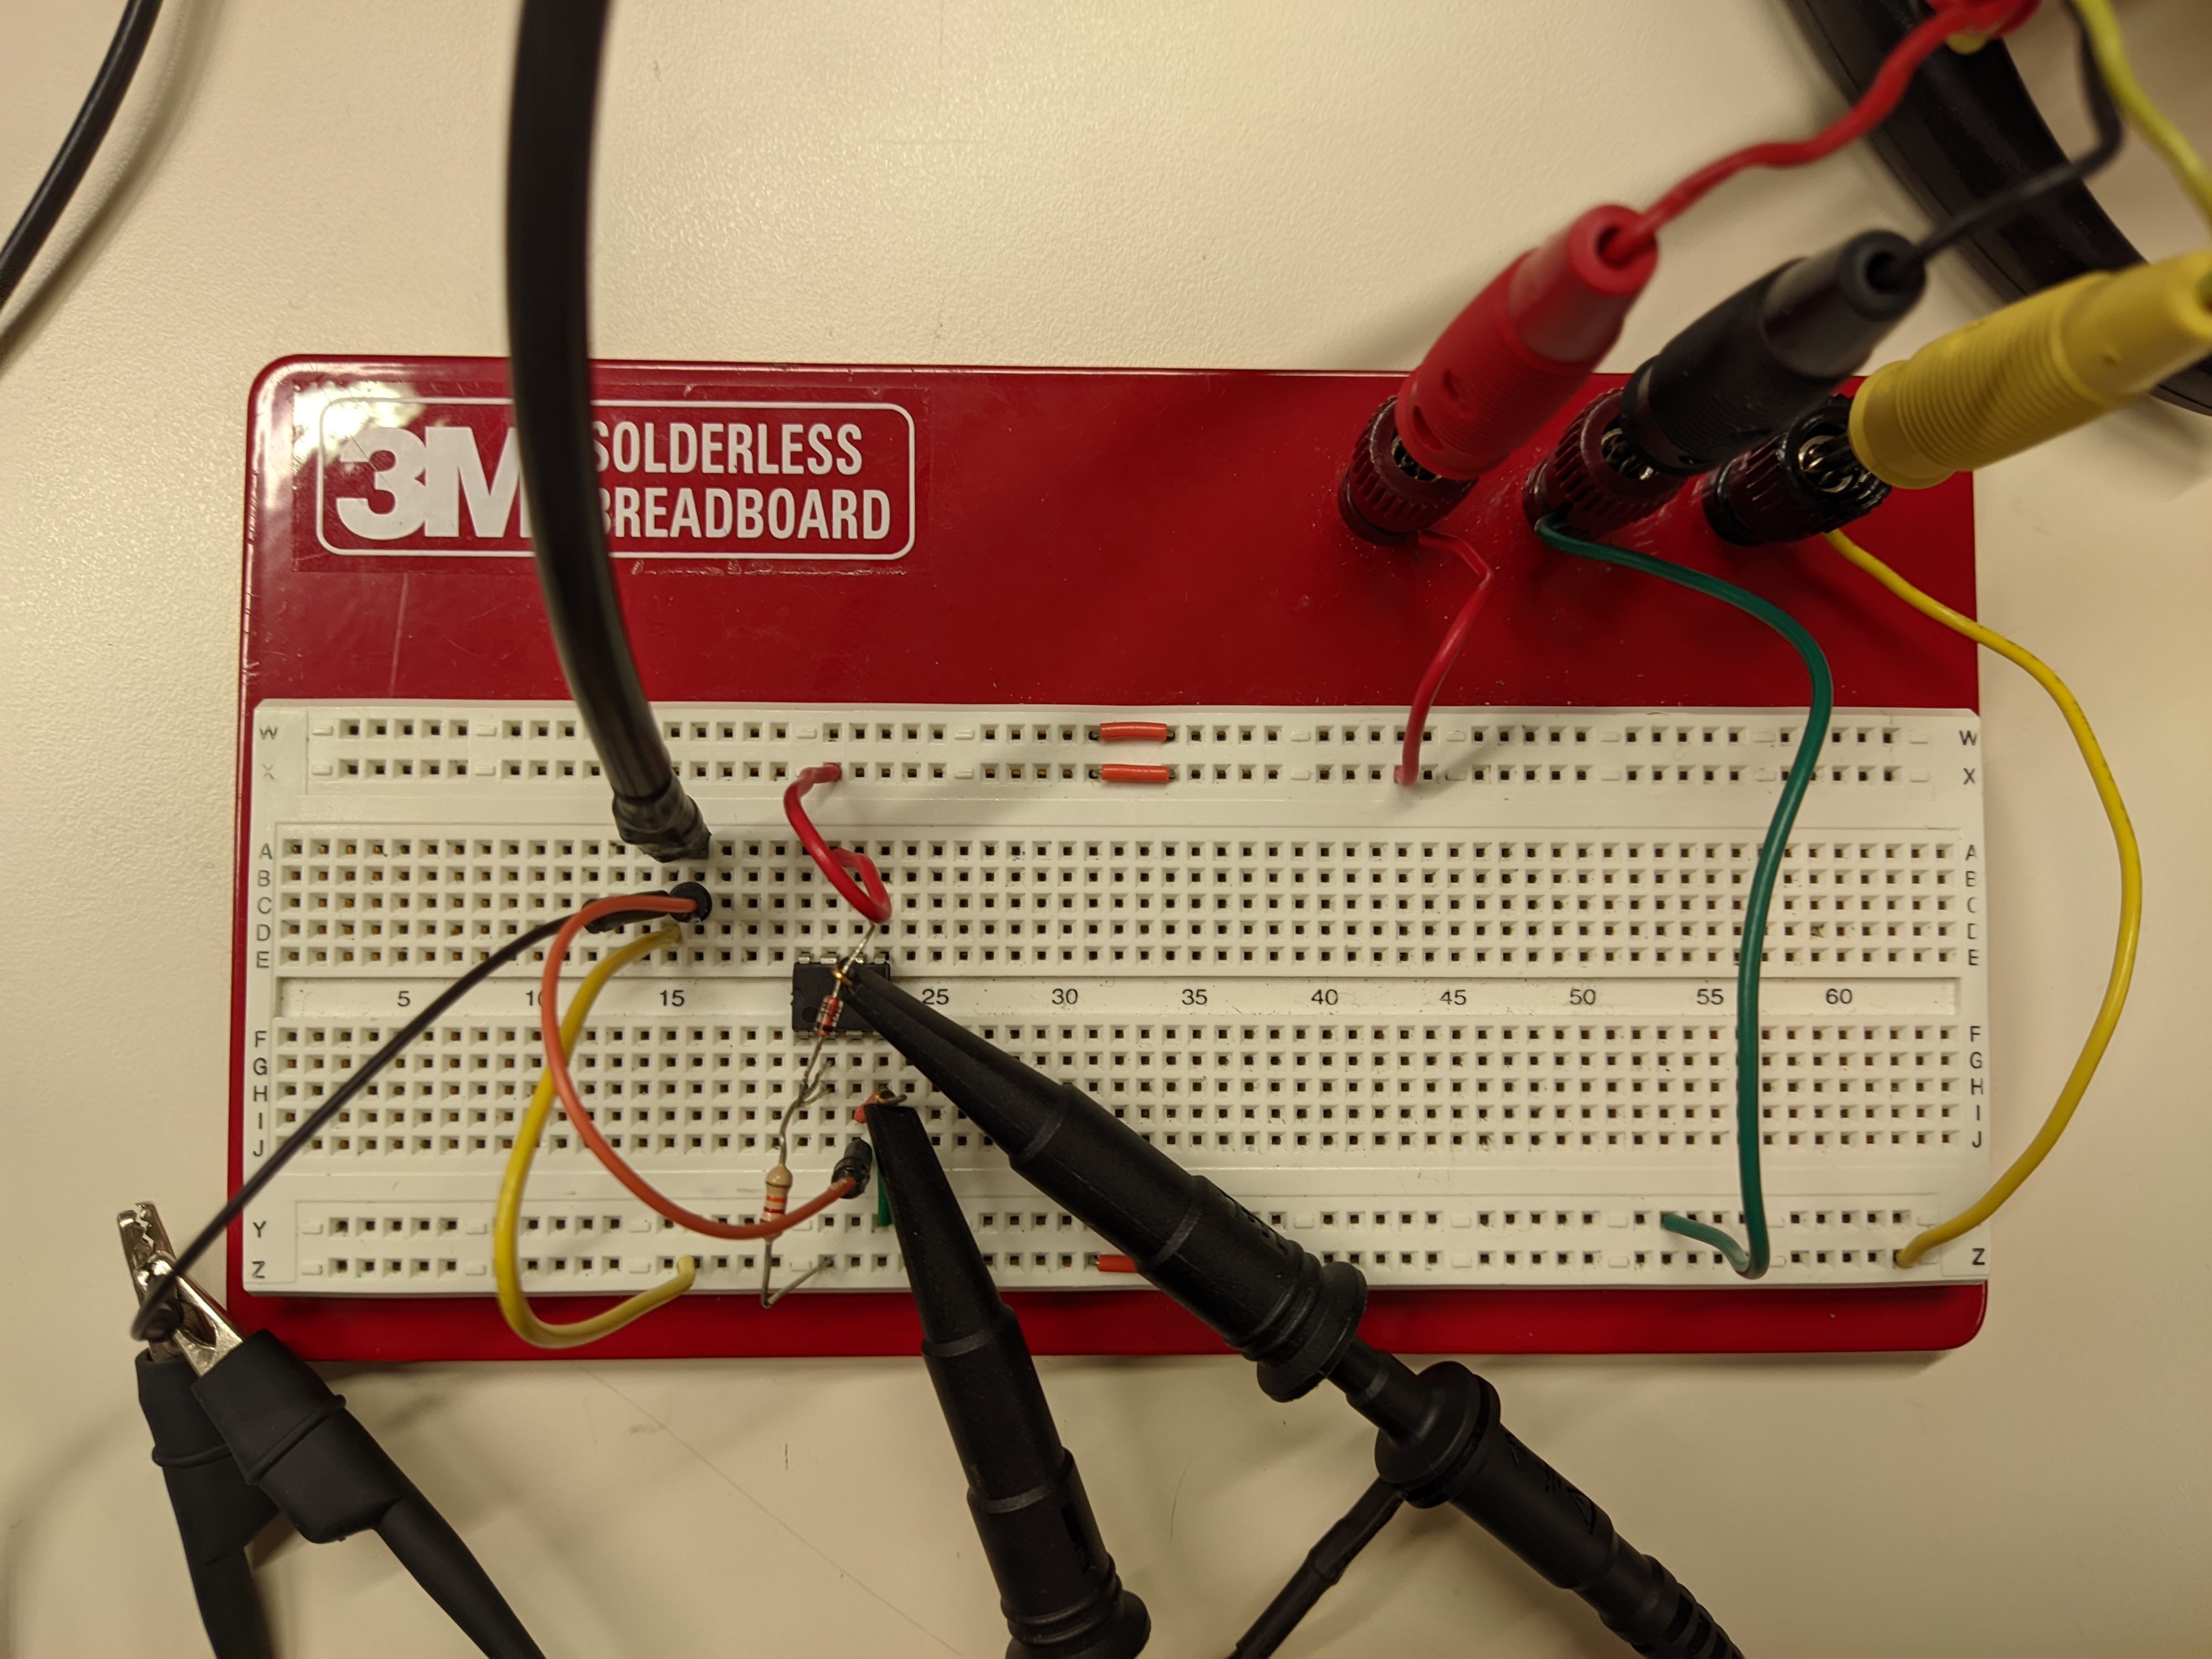 3M SOLDERLESS
BREADBOARD
W W
X X
A A
B B
C C
D D
E E
5 10 15 25 30 35 40 45 50 55 60
F F
G G
H H
I I
J J
Y
Z Z